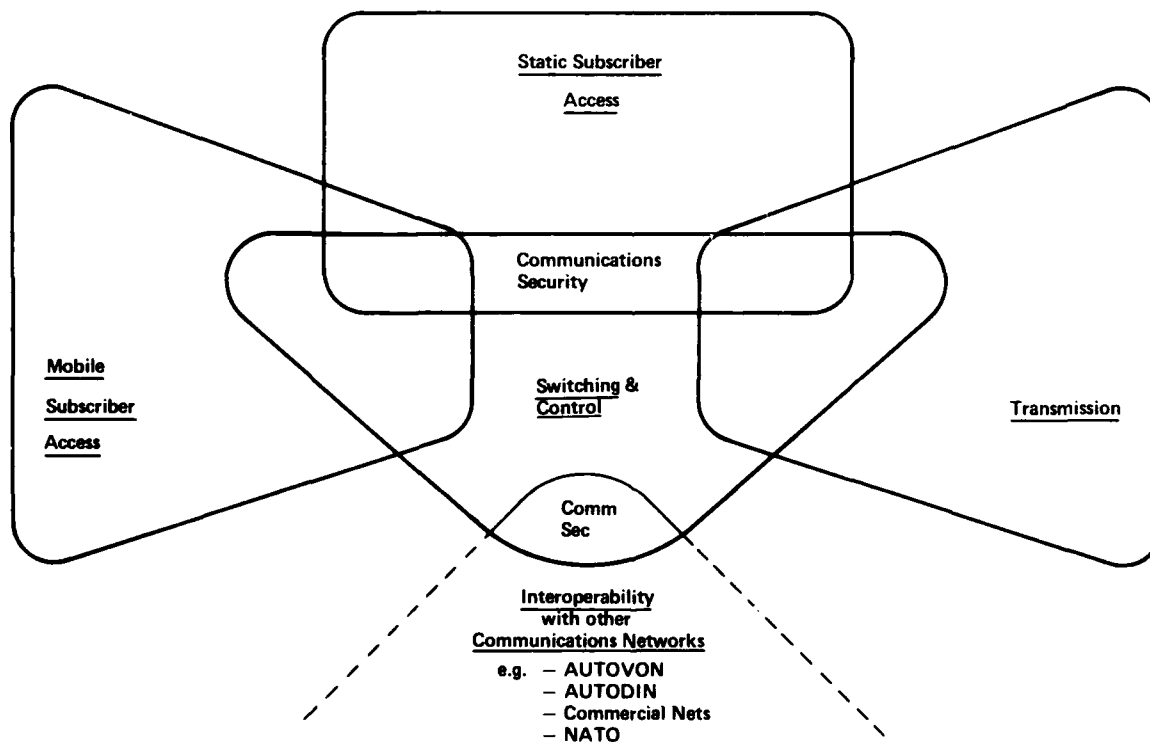 Static Subscriber
Access
Communications
Security
Mobile
Subscriber
Access
Switching &
Control
Transmission
Comm
Sec
Interoperability
with other
Communications Networks
e.g. – AUTOVON
– AUTODIN
– Commercial Nets
– NATO